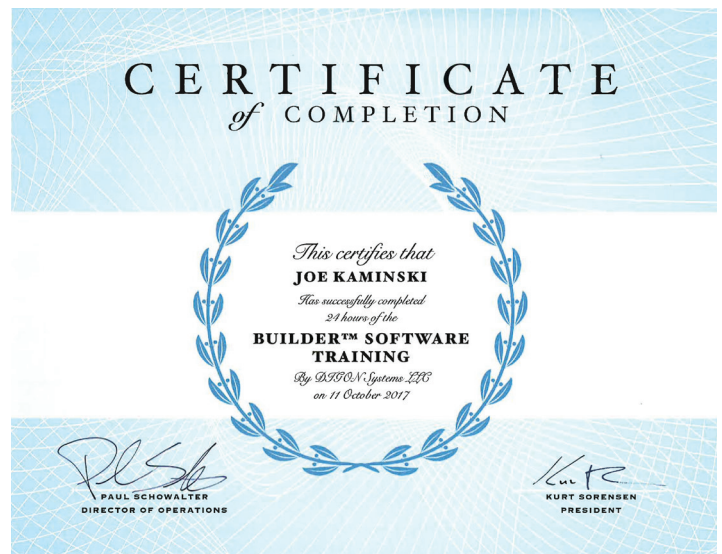 CERTIFICATE
of COMPLETION
This certifies that
JOE KAMINSKI
Has successfully completed
24 hours of the
BUILDER™ SOFTWARE
TRAINING
By DIGON Systems LLC
on 11 October 2017
PAUL SCHOWALTER
DIRECTOR OF OPERATIONS
KURT SORENSEN
PRESIDENT